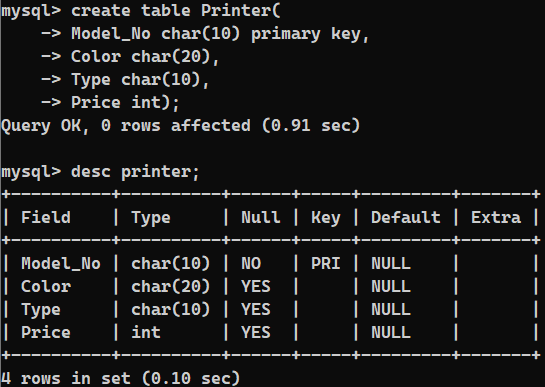 mysql> create table Printer(
    -> Model_No char(10) primary key,
    -> Color char(20),
    -> Type char(10),
    -> Price int);
Query OK, 0 rows affected (0.91 sec)

mysql> desc printer;
+----------+----------+------+-----+---------+-------+
| Field    | Type     | Null | Key | Default | Extra |
+----------+----------+------+-----+---------+-------+
| Model_No | char(10) | NO   | PRI | NULL    |       |
| Color    | char(20) | YES  |     | NULL    |       |
| Type     | char(10) | YES  |     | NULL    |       |
| Price    | int      | YES  |     | NULL    |       |
+----------+----------+------+-----+---------+-------+
4 rows in set (0.10 sec)